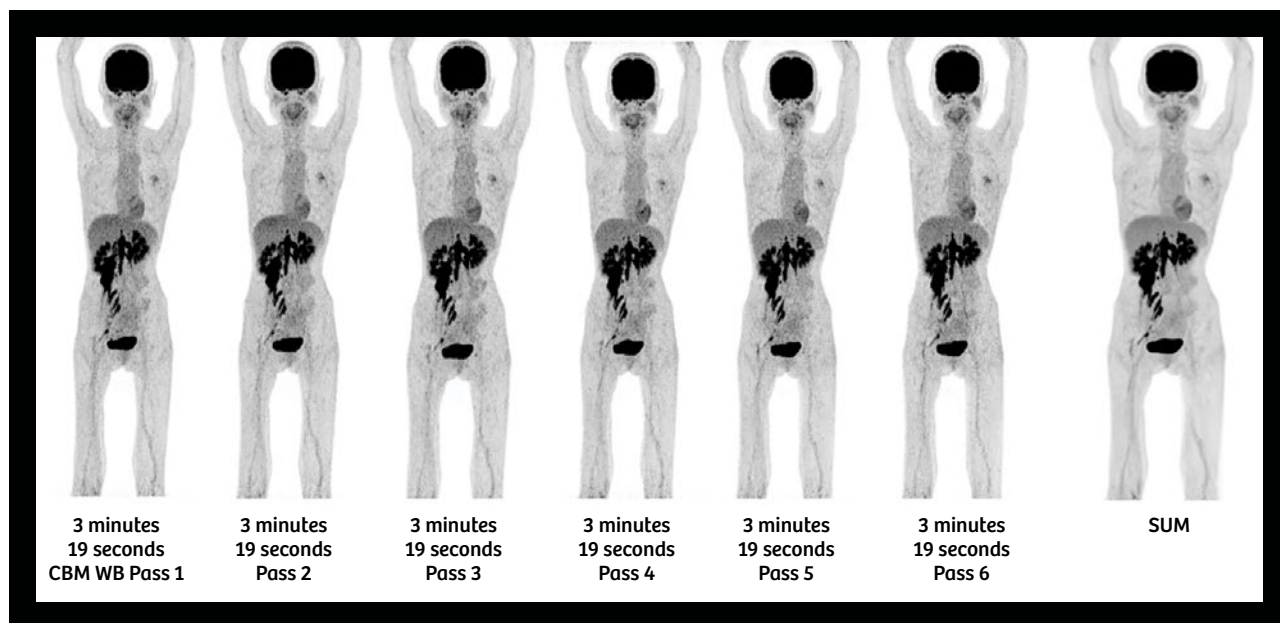 3 minutes
19 seconds
CBM WB Pass 1
3 minutes
19 seconds
Pass 2
3 minutes
19 seconds
Pass 3
3 minutes
19 seconds
Pass 4
3 minutes
19 seconds
Pass 5
3 minutes
19 seconds
Pass 6
SUM